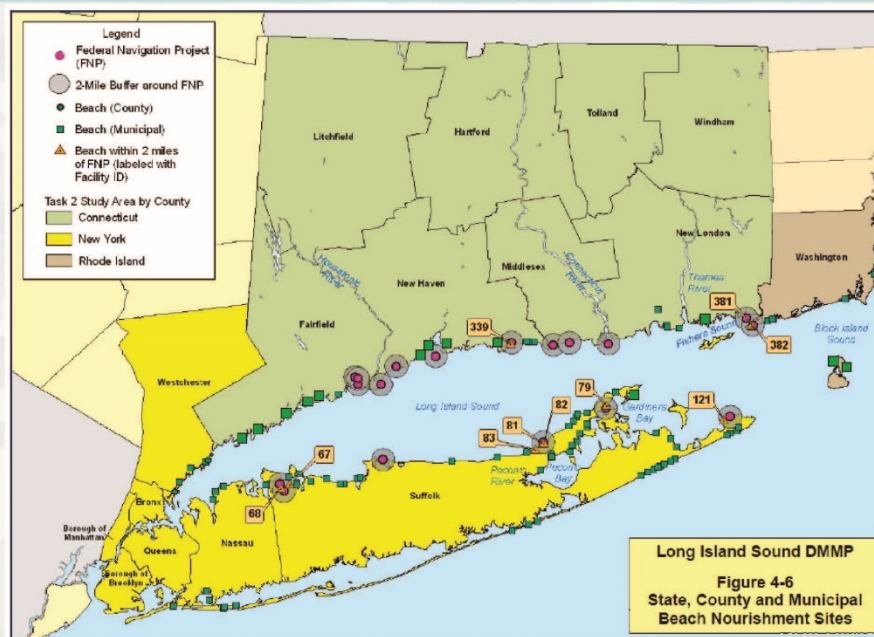 Legend
Federal Navigation Project
(FNP)
2-Mile Buffer around FNP
Beach (County)
Beach (Municipal)
Beach within 2 miles
of FNP (labeled with
Facility ID)
Task 2 Study Area by County
Connecticut
New York
Rhode Island
Litchfield
Hartford
Tolland
Windham
New London
Washington
Middlesex
New Haven
Fairfield
Housatonic
River
Connecticut
River
Thames
River
381
339
382
Fishers Sound
Block Island
Sound
Westchester
Long Island Sound
79
Gardiners
Bay
121
82
81
83
67
68
Peconic
River
Peconic
Bay
Suffolk
Bronx
Borough of
Manhattan
Queens
Nassau
Borough of
Brooklyn
Long Island Sound DMMP
Figure 4-6
State, County and Municipal
Beach Nourishment Sites